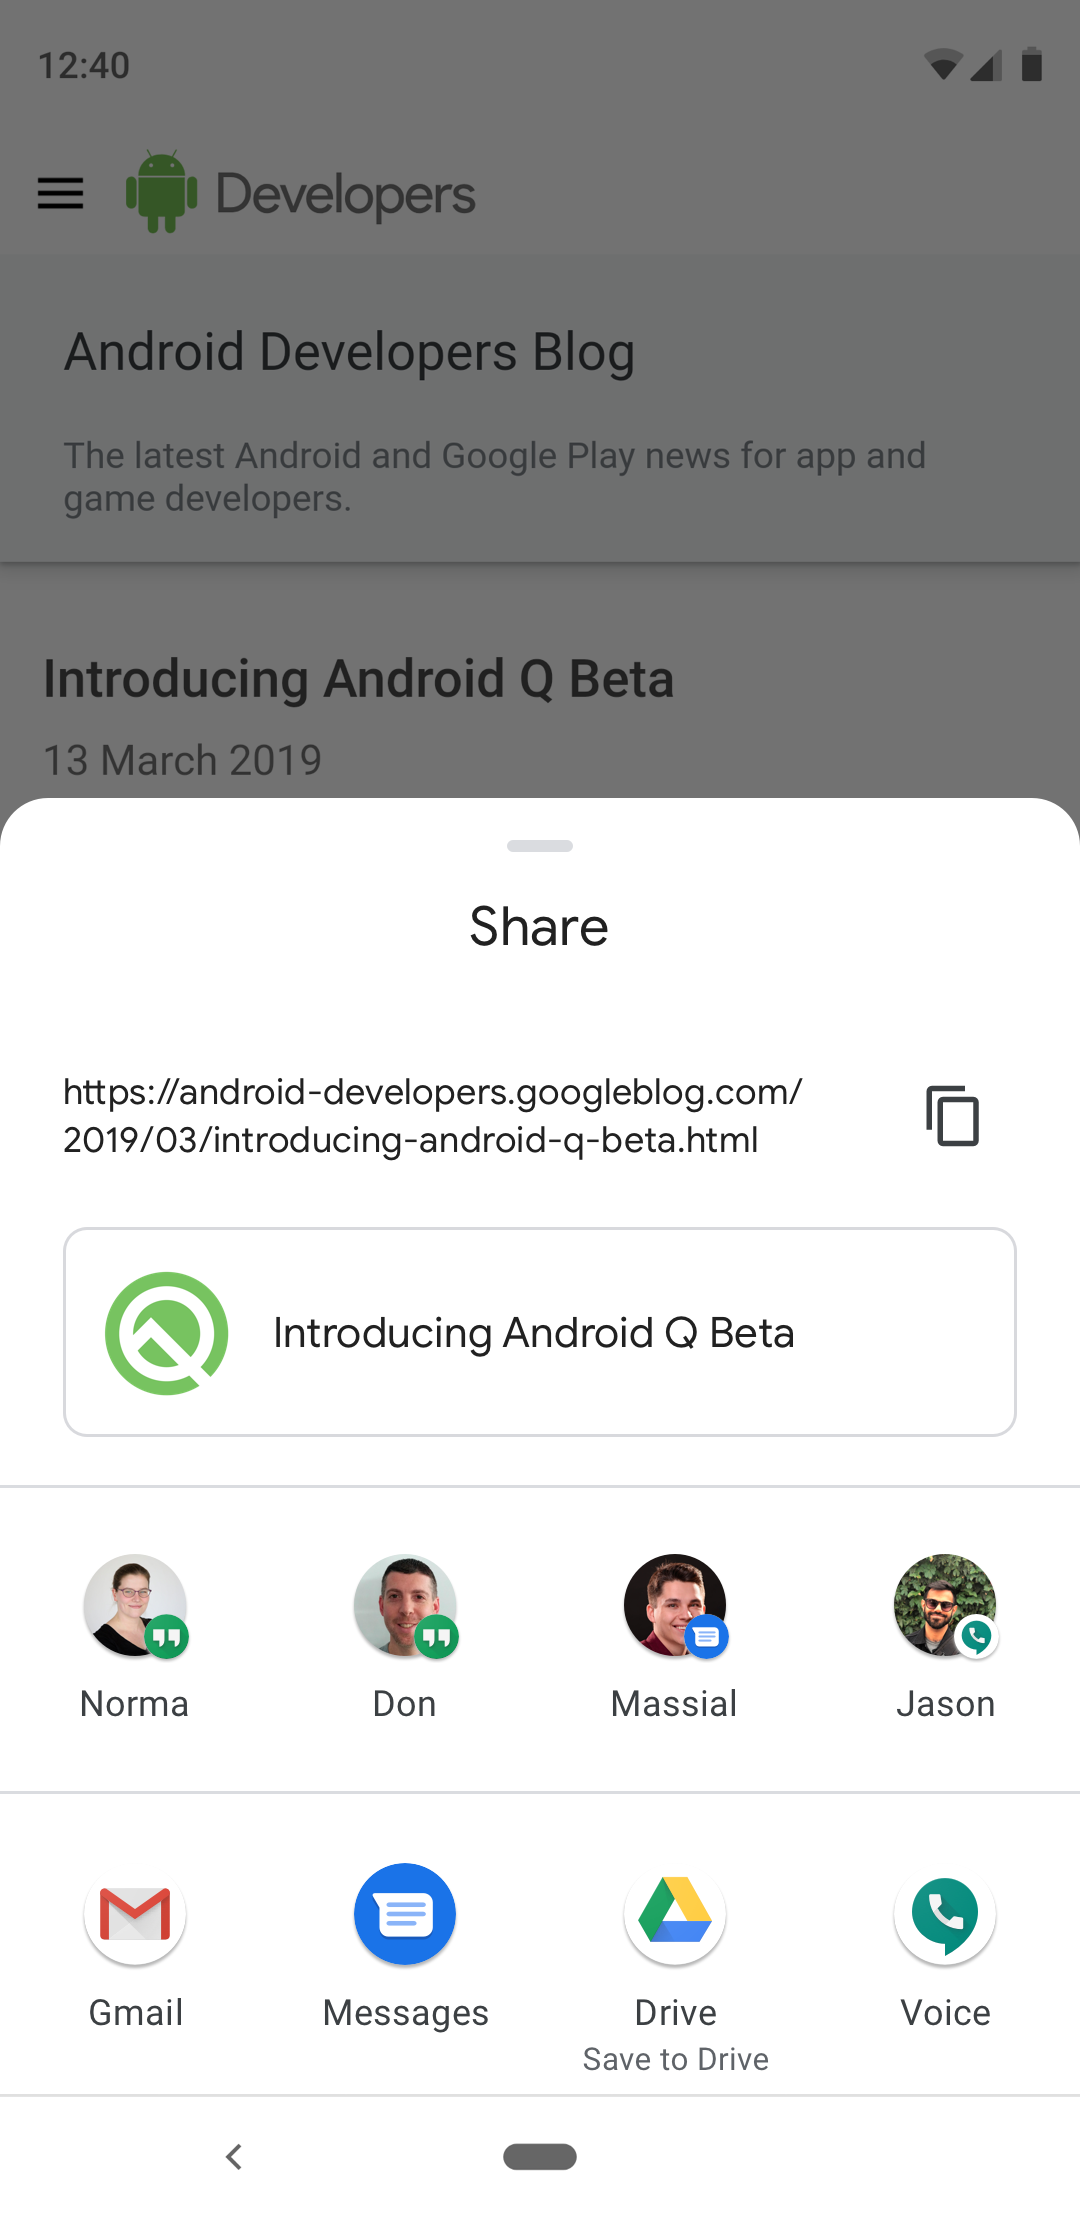 12:40
Developers
Android Developers Blog
The latest Android and Google Play news for app and
game developers.
Introducing Android Q Beta
13 March 2019
Share
https://android-developers.googleblog.com/
2019/03/introducing-android-q-beta.html
Introducing Android Q Beta
Norma
Don
Massial
Jason
Gmail
Messages
Drive
Voice
Save to Drive